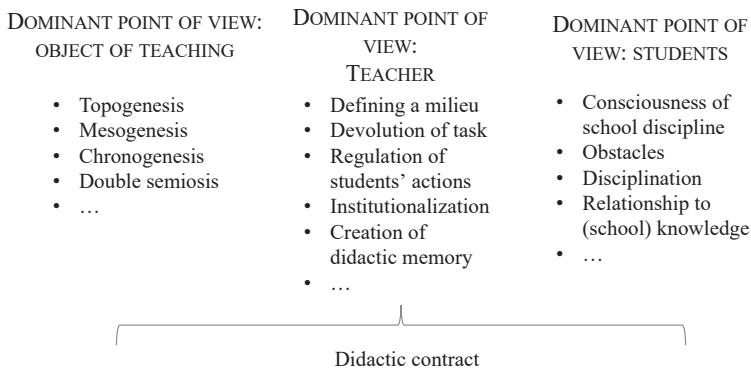 DOMINANT POINT OF VIEW:
OBJECT OF TEACHING
• Topogenesis
• Mesogenesis
• Chronogenesis
• Double semiosis
• …
DOMINANT POINT OF
VIEW:
TEACHER
• Defining a milieu
• Devolution of task
• Regulation of
students’ actions
• Institutionalization
• Creation of
didactic memory
• …
DOMINANT POINT OF
VIEW: STUDENTS
• Consciousness of
school discipline
• Obstacles
• Disciplination
• Relationship to
(school) knowledge
• …
Didactic contract